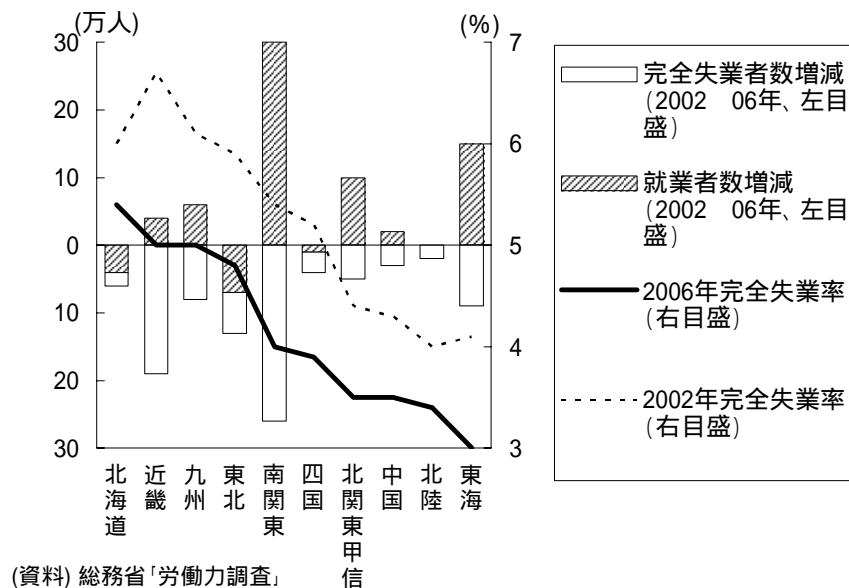 (万人)
(%)
30
20
10
0
10
20
30
7
6
5
4
3
北海道
近畿
九州
東北
南関東
四国
北関東甲信
中国
北陸
東海
完全失業者数増減
(2002　06年、左目
盛)
就業者数増減
(2002　06年、左目
盛)
2006年完全失業率
(右目盛)
2002年完全失業率
(右目盛)
(資料) 総務省「労働力調査」